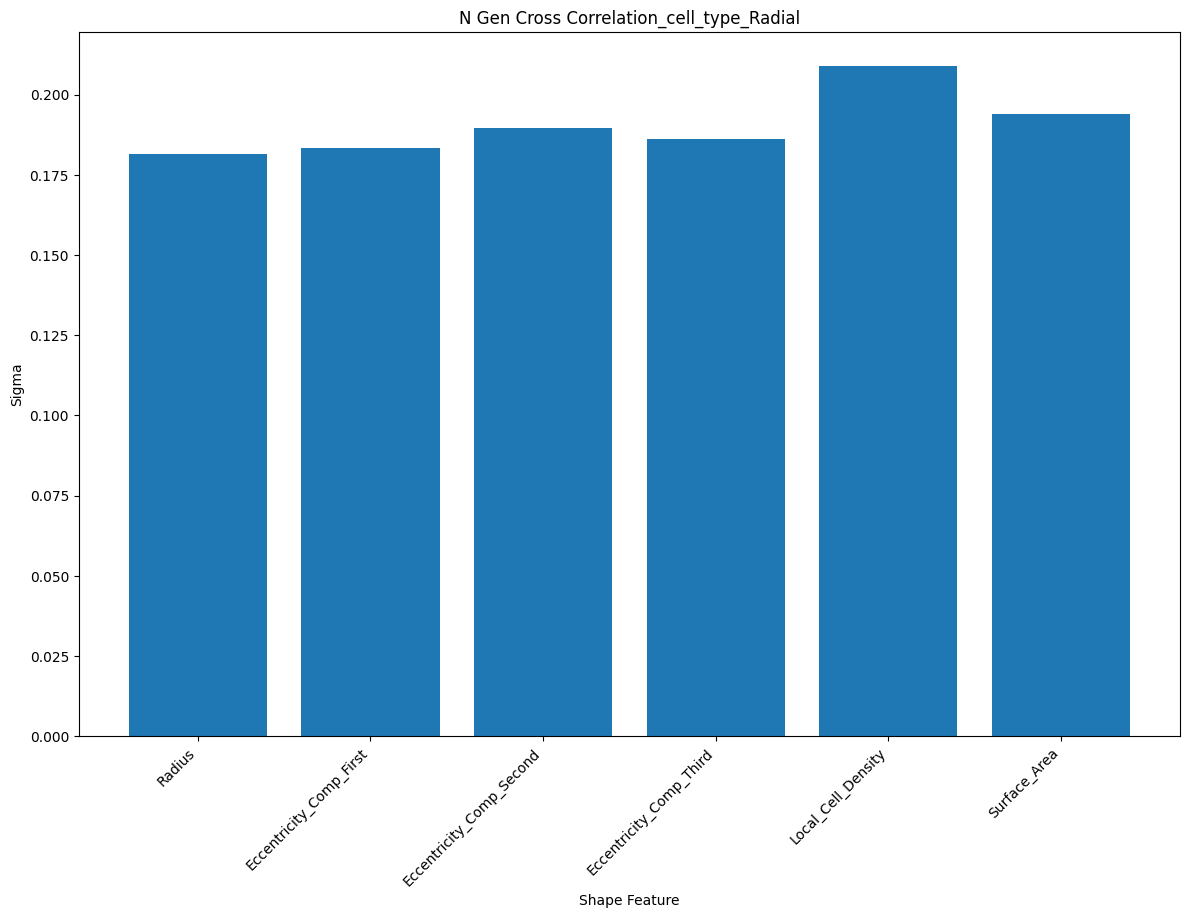 N Gen Cross Correlation_cell_type_Radial
Sigma
0.200
0.175
0.150
0.125
0.100
0.075
0.050
0.025
0.000
Radius
Eccentricity_Comp_First
Eccentricity_Comp_Second
Eccentricity_Comp_Third
Local_Cell_Density
Surface_Area
Shape Feature